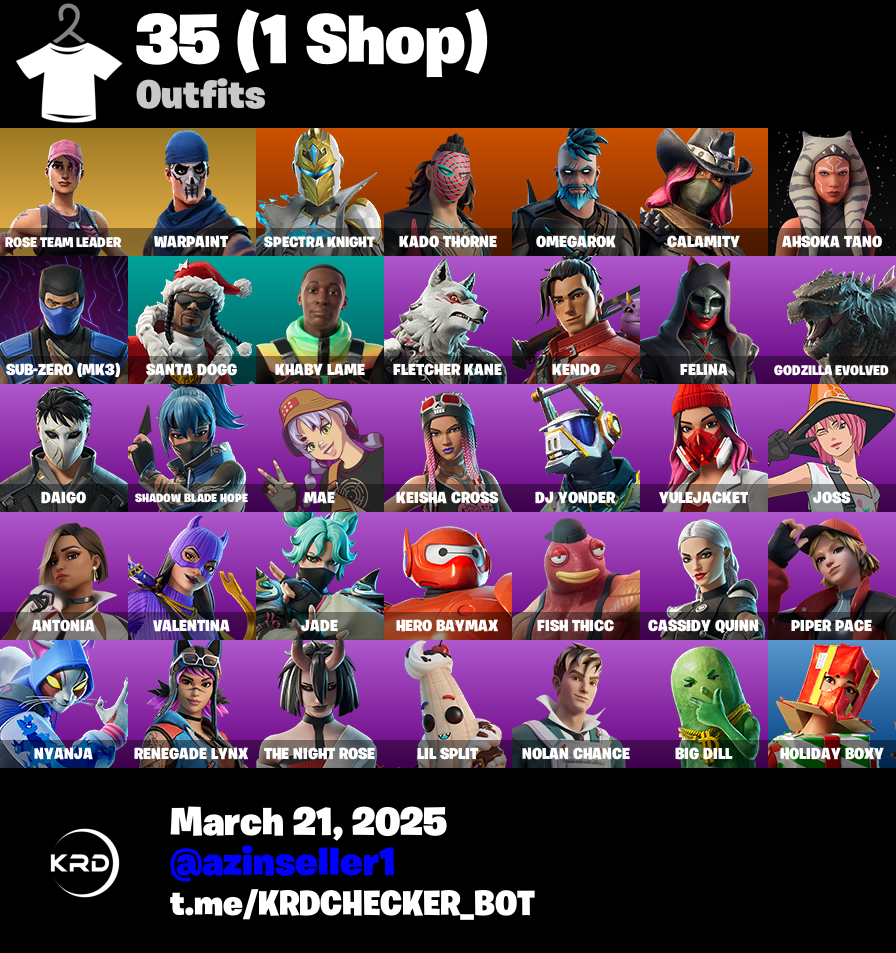 35 (1 Shop)
Outfits
ROSE TEAM LEADER WARPAINT SPECTRA KNIGHT KADO THORNE OMEGAROK CALAMITY AHSOKA TANO
SUB-ZERO (MK3) SANTA DOGG KHABY LAME FLETCHER KANE KENDO FELINA GODZILLA EVOLVED
DAIGO SHADOW BLADE HOPE MAE KEISHA CROSS DJ YONDER YULEJACKET JOSS
ANTONIA VALENTINA JADE HERO BAYMAX FISH THICC CASSIDY QUINN PIPER PACE
NYANJA RENEGADE LYNX THE NIGHT ROSE LIL SPLIT NOLAN CHANCE BIG DILL HOLIDAY BOXY
March 21, 2025
KRD
@azinseller1
t.me/KRDCHECKER_BOT